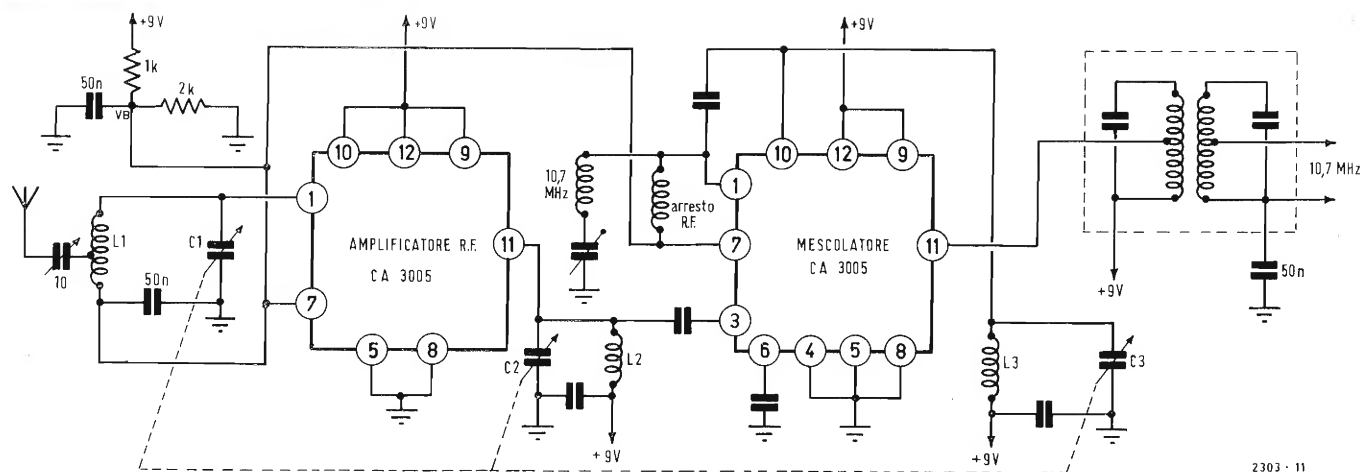 +9V
1k
50n
2k
VB
L1
10
50n
C1
1
7
10
12
9
+9V
AMPLIFICATORE R.F.
CA 3005
11
5
8
C2
L2
+9V
10,7
MHz
arresto
R.F.
1
7
3
10
12
9
+9V
MESCOLATORE
CA 3005
11
6
4
5
8
L3
C3
+9V
+9V
10,7 MHz
50n
2303 · 11